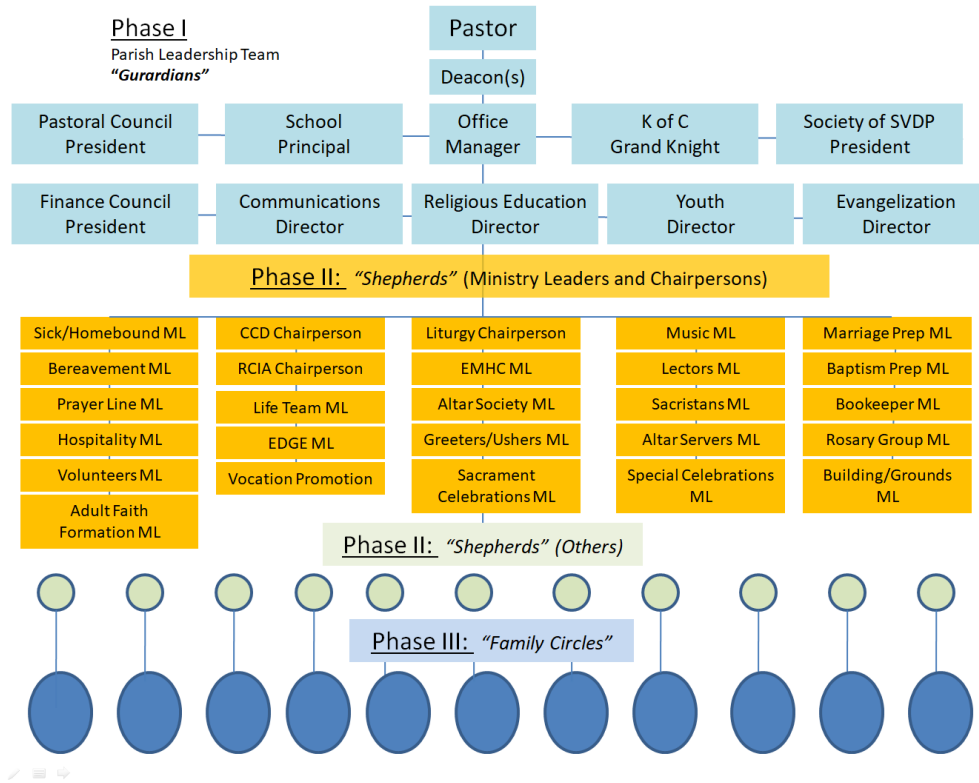 Phase I
Parish Leadership Team
“Gurardians”
Pastor
Deacon(s)
Pastoral Council
President
School
Principal
Office
Manager
K of C
Grand Knight
Society of SVDP
President
Finance Council
President
Communications
Director
Religious Education
Director
Youth
Director
Evangelization
Director
Phase II: “Shepherds” (Ministry Leaders and Chairpersons)
Sick/Homebound ML
Bereavement ML
Prayer Line ML
Hospitality ML
Volunteers ML
Adult Faith
Formation ML
CCD Chairperson
RCIA Chairperson
Life Team ML
EDGE ML
Vocation Promotion
Liturgy Chairperson
EMHC ML
Altar Society ML
Greeters/Ushers ML
Sacrament
Celebrations ML
Music ML
Lectors ML
Sacristans ML
Altar Servers ML
Special Celebrations
ML
Marriage Prep ML
Baptism Prep ML
Bookeeper ML
Rosary Group ML
Building/Grounds
ML
Phase II: “Shepherds” (Others)
Phase III: “Family Circles”